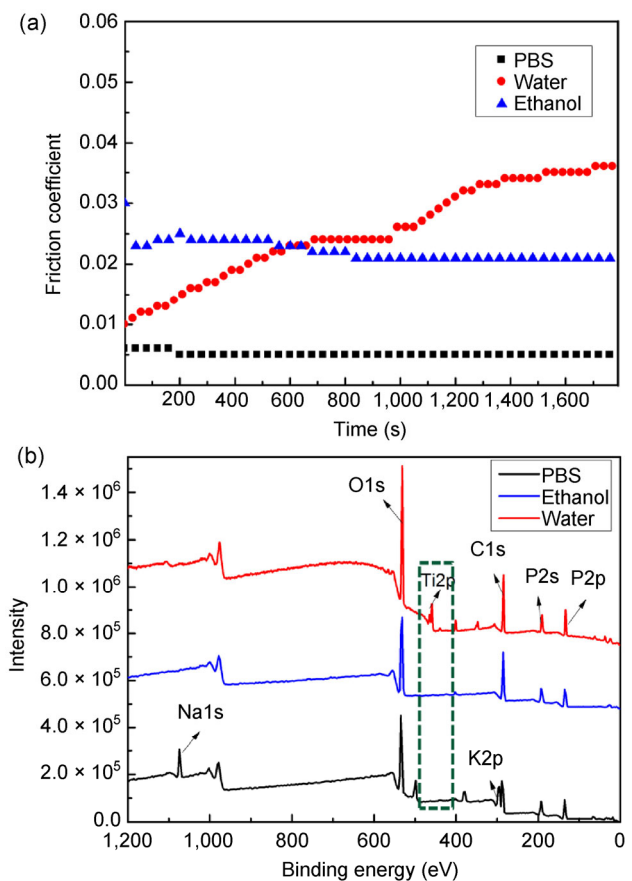 (a)
0.06
0.05
0.04
0.03
0.02
0.01
0.00
Friction coefficient
PBS
Water
Ethanol
200 400 600 800 1,000 1,200 1,400 1,600
Time (s)
(b)
1.4 × 10⁶
1.2 × 10⁶
1.0 × 10⁶
8.0 × 10⁵
6.0 × 10⁵
4.0 × 10⁵
2.0 × 10⁵
0.0
Intensity
PBS
Ethanol
Water
O1s
Ti2p
C1s
P2s
P2p
Na1s
K2p
1,200 1,000 800 600 400 200 0
Binding energy (eV)